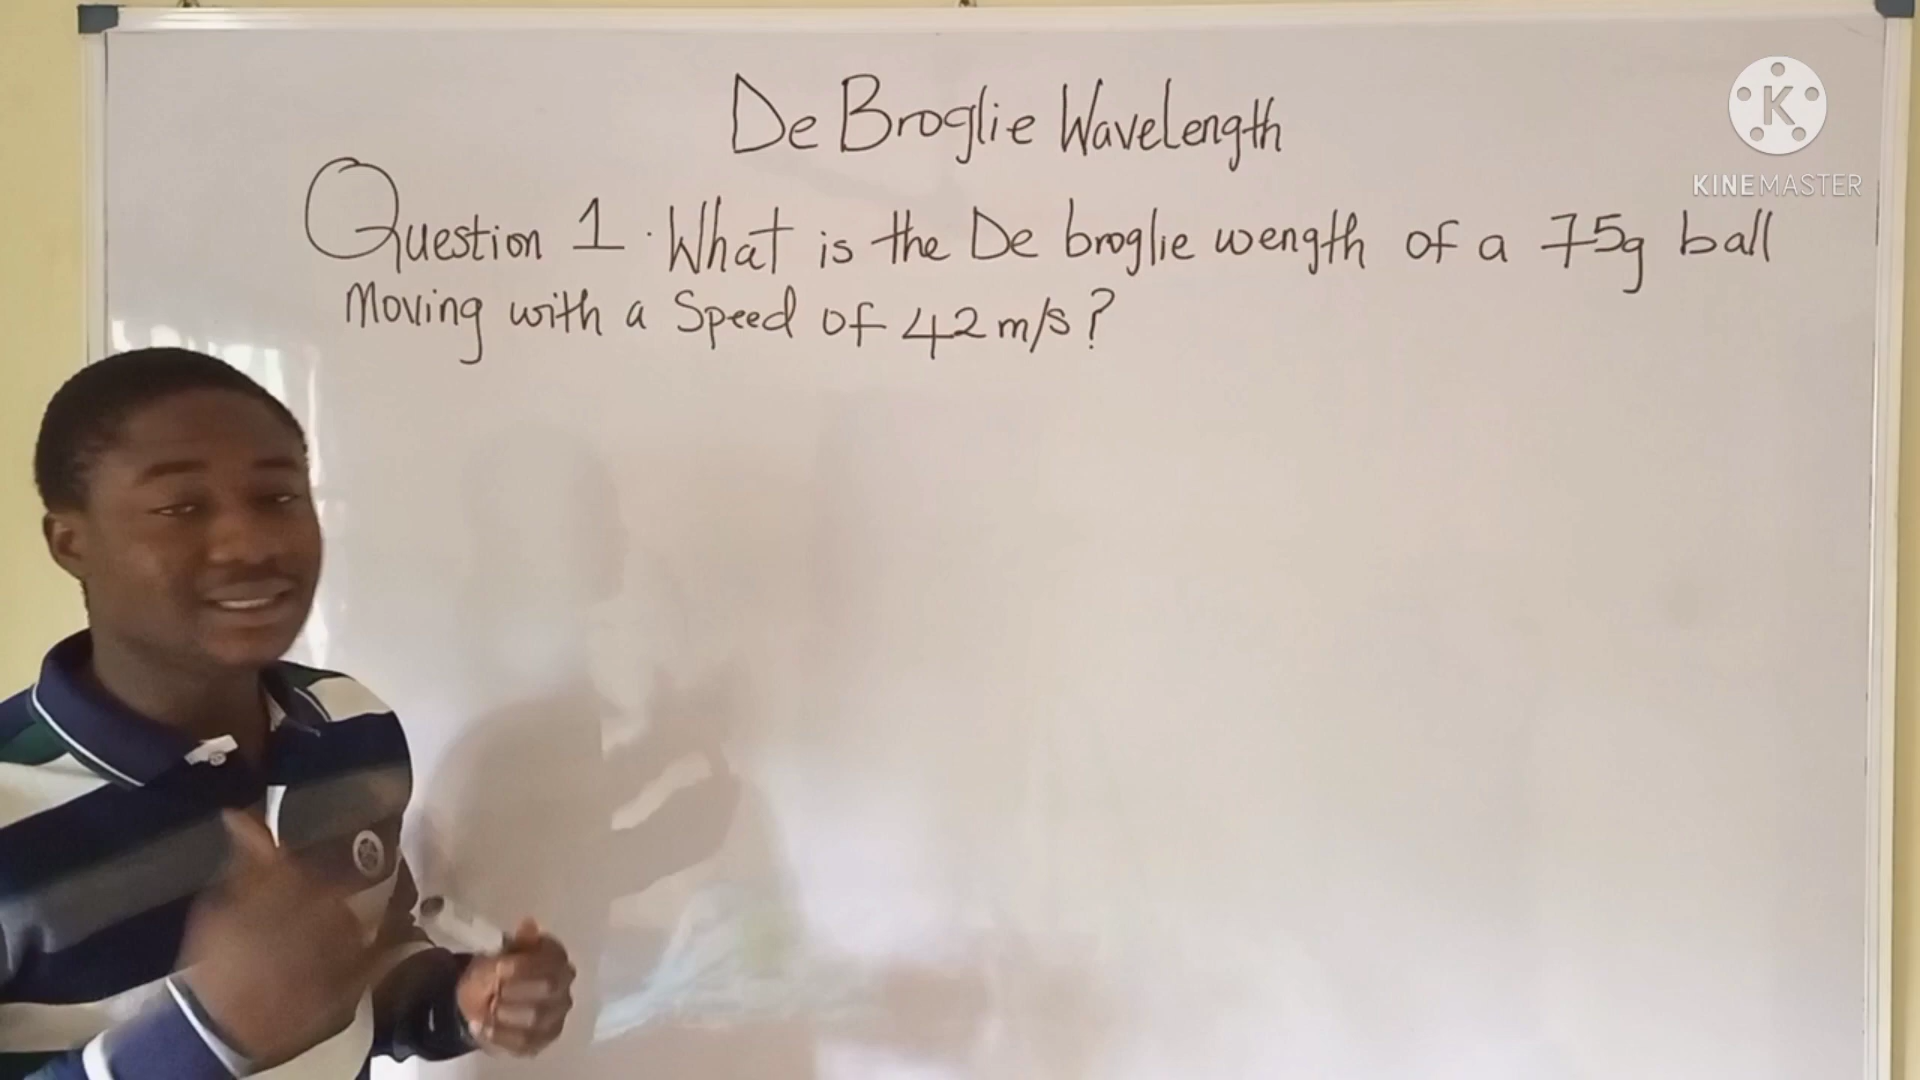 De Broglie Wavelength
Question 1. What is the De broglie wength of a 75g ball
Moving with a Speed of 42m/s?
K
KINEMASTER